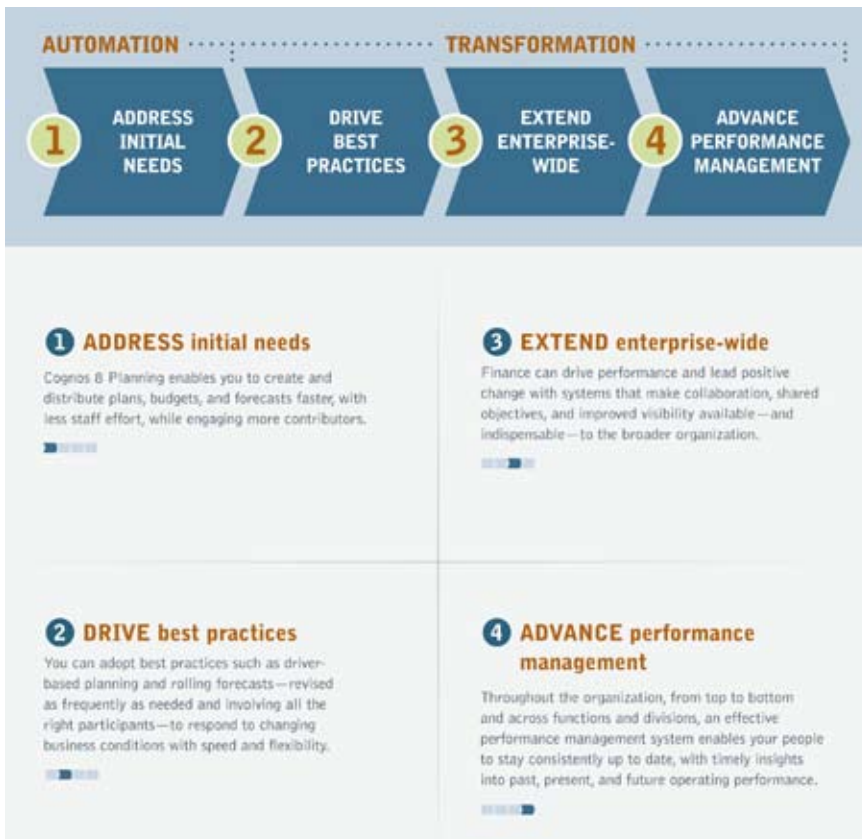 AUTOMATION
TRANSFORMATION
1
ADDRESS
INITIAL
NEEDS
2
DRIVE
BEST
PRACTICES
3
EXTEND
ENTERPRISE-
WIDE
4
ADVANCE
PERFORMANCE
MANAGEMENT
1 ADDRESS initial needs
Cognos 8 Planning enables you to create and
distribute plans, budgets, and forecasts faster, with
less staff effort, while engaging more contributors.
2 DRIVE best practices
You can adopt best practices such as driver-
based planning and rolling forecasts—revised
as frequently as needed and involving all the
right participants—to respond to changing
business conditions with speed and flexibility.
3 EXTEND enterprise-wide
Finance can drive performance and lead positive
change with systems that make collaboration, shared
objectives, and improved visibility available—and
indispensable—to the broader organization.
4 ADVANCE performance
management
Throughout the organization, from top to bottom
and across functions and divisions, an effective
performance management system enables your people
to stay consistently up to date, with timely insights
into past, present, and future operating performance.